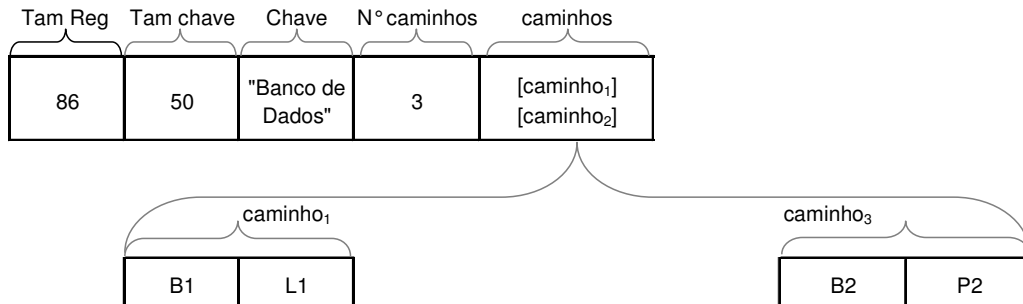 Tam Reg Tam chave Chave N° caminhos caminhos
86 50 "Banco de Dados" 3 [caminho₁]
[caminho₂]
caminho₁ caminho₃
B1 L1 B2 P2